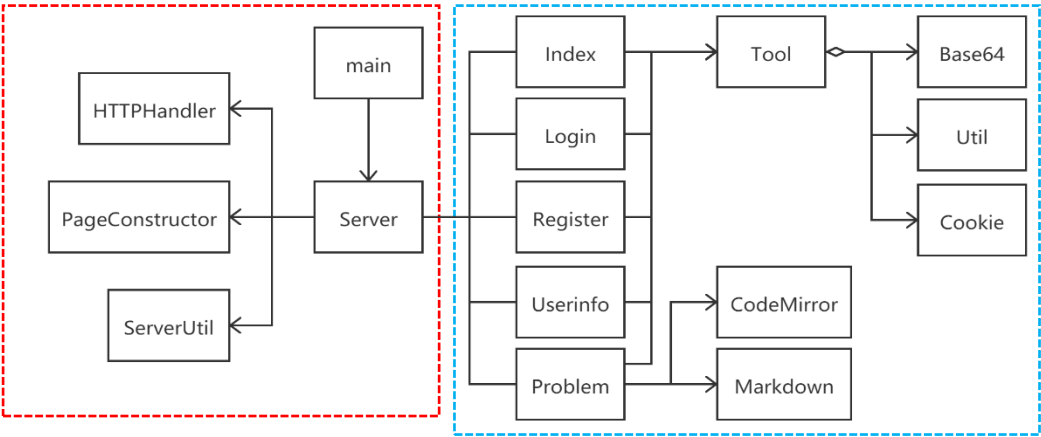 main
HTTPHandler
PageConstructor
Server
ServerUtil
Index
Tool
Base64
Login
Util
Register
Cookie
Userinfo
CodeMirror
Problem
Markdown